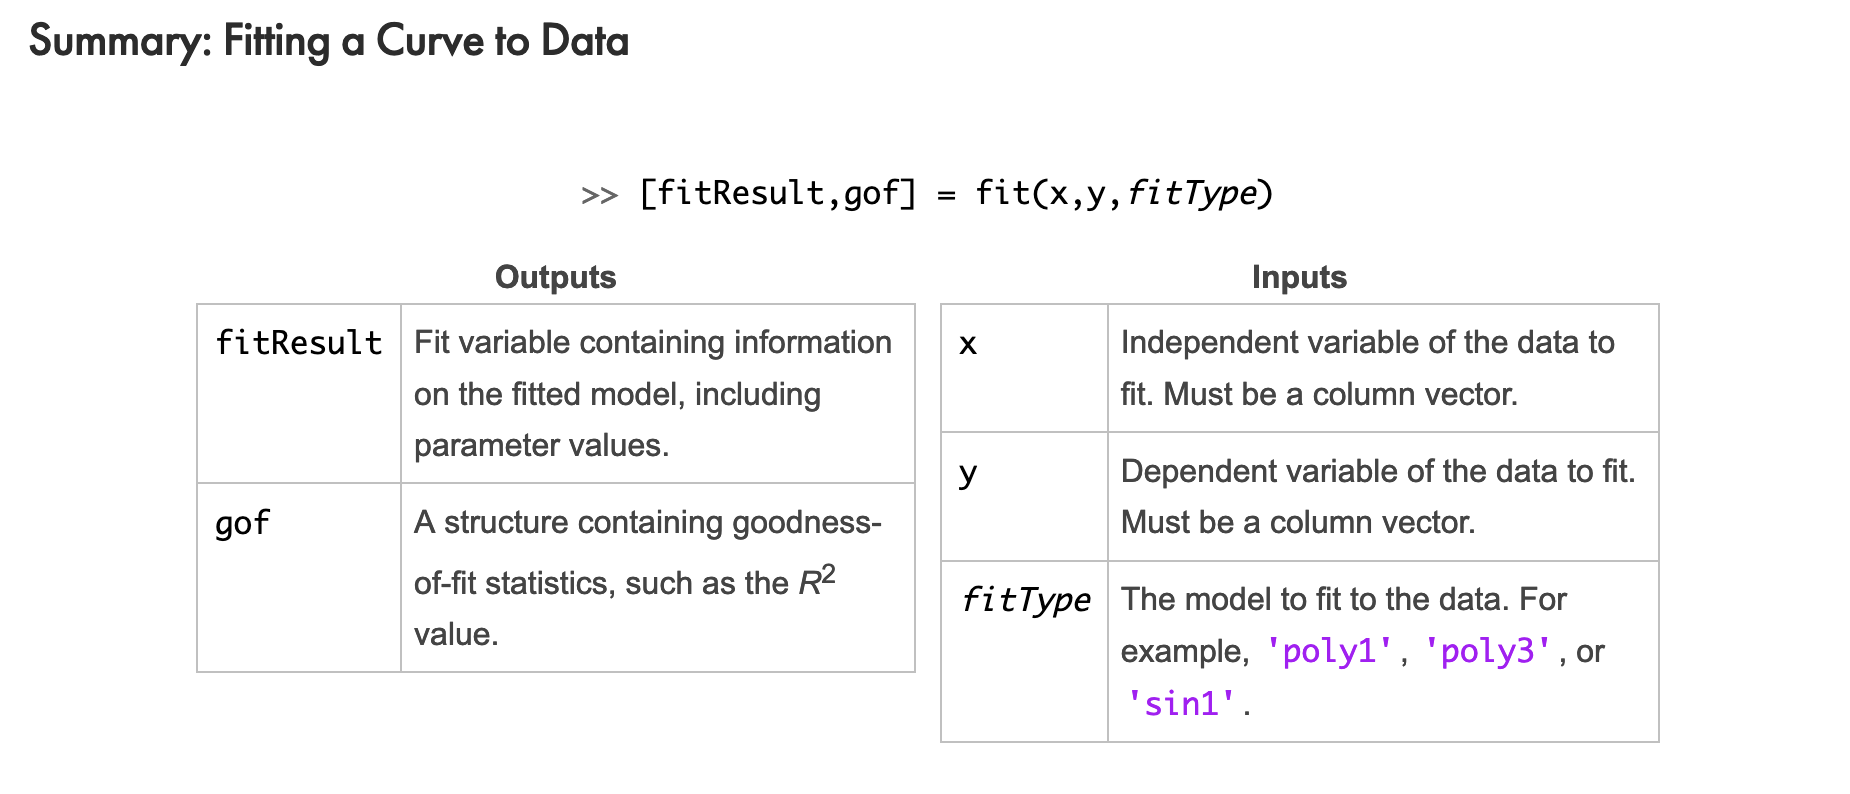 Summary: Fitting a Curve to Data
>> [fitResult,gof] = fit(x,y,fitType)
Outputs
fitResult
Fit variable containing information
on the fitted model, including
parameter values.
gof
A structure containing goodness-
of-fit statistics, such as the R²
value.
Inputs
x
Independent variable of the data to
fit. Must be a column vector.
y
Dependent variable of the data to fit.
Must be a column vector.
fitType
The model to fit to the data. For
example, 'poly1', 'poly3', or
'sin1'.